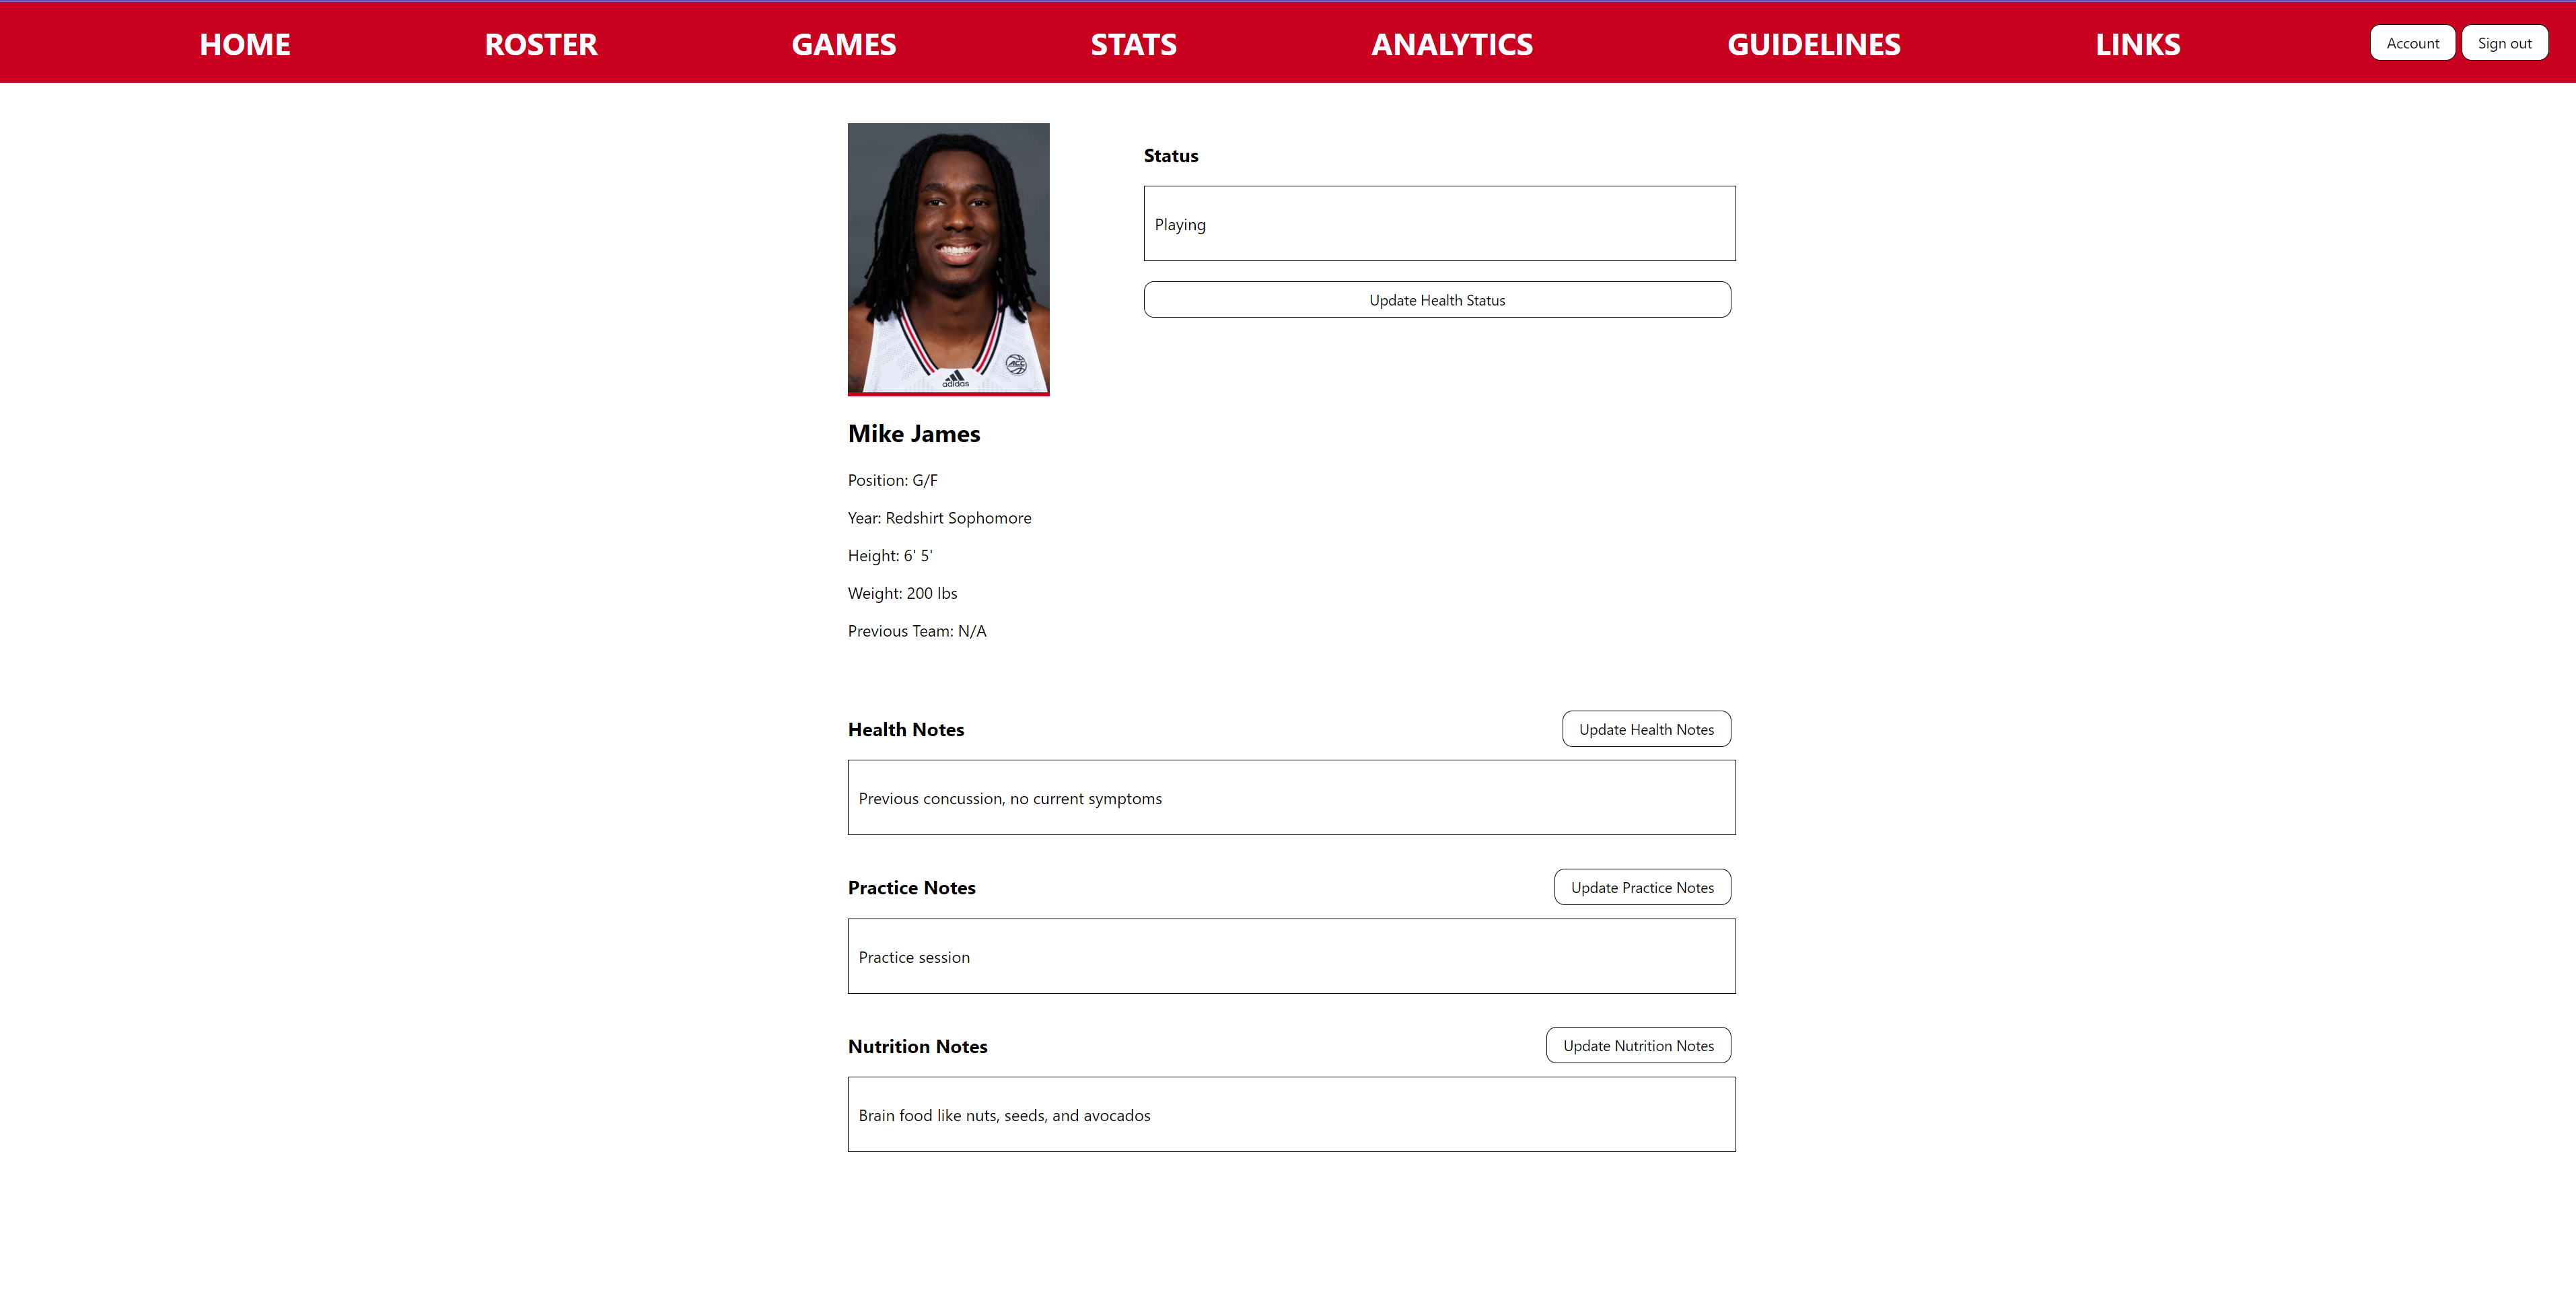 HOME ROSTER GAMES STATS ANALYTICS GUIDELINES LINKS Account Sign out
Status
Playing
Update Health Status
ACC
adidas
Mike James
Position: G/F
Year: Redshirt Sophomore
Height: 6' 5'
Weight: 200 lbs
Previous Team: N/A
Health Notes Update Health Notes
Previous concussion, no current symptoms
Practice Notes Update Practice Notes
Practice session
Nutrition Notes Update Nutrition Notes
Brain food like nuts, seeds, and avocados